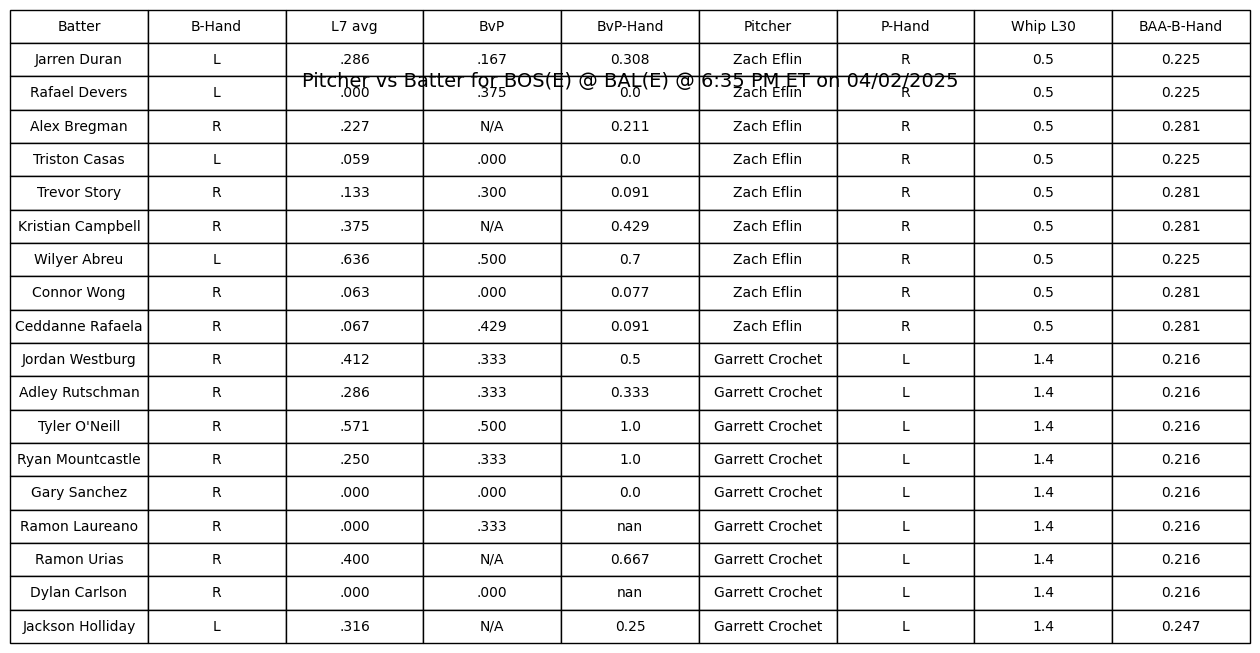 Batter B-Hand L7 avg BvP BvP-Hand Pitcher P-Hand Whip L30 BAA-B-Hand
Jarren Duran L .286 .167 0.308 Zach Eflin R 0.5 0.225
Pitcher vs Batter for BOS(E) @ BAL(E) @ 6:35 PM ET on 04/02/2025
Rafael Devers L .000 .375 0.0 Zach Eflin R 0.5 0.225
Alex Bregman R .227 N/A 0.211 Zach Eflin R 0.5 0.281
Triston Casas L .059 .000 0.0 Zach Eflin R 0.5 0.225
Trevor Story R .133 .300 0.091 Zach Eflin R 0.5 0.281
Kristian Campbell R .375 N/A 0.429 Zach Eflin R 0.5 0.281
Wilyer Abreu L .636 .500 0.7 Zach Eflin R 0.5 0.225
Connor Wong R .063 .000 0.077 Zach Eflin R 0.5 0.281
Ceddanne Rafaela R .067 .429 0.091 Zach Eflin R 0.5 0.281
Jordan Westburg R .412 .333 0.5 Garrett Crochet L 1.4 0.216
Adley Rutschman R .286 .333 0.333 Garrett Crochet L 1.4 0.216
Tyler O'Neill R .571 .500 1.0 Garrett Crochet L 1.4 0.216
Ryan Mountcastle R .250 .333 1.0 Garrett Crochet L 1.4 0.216
Gary Sanchez R .000 .000 0.0 Garrett Crochet L 1.4 0.216
Ramon Laureano R .000 .333 nan Garrett Crochet L 1.4 0.216
Ramon Urias R .400 N/A 0.667 Garrett Crochet L 1.4 0.216
Dylan Carlson R .000 .000 nan Garrett Crochet L 1.4 0.216
Jackson Holliday L .316 N/A 0.25 Garrett Crochet L 1.4 0.247